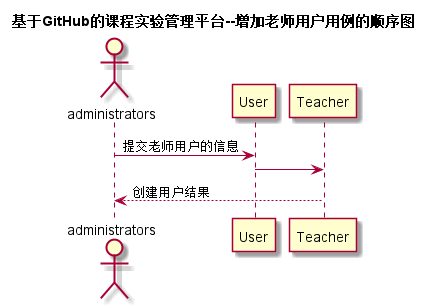 基于GitHub的课程实验管理平台--增加老师用户用例的顺序图
administrators
User
Teacher
提交老师用户的信息
创建用户结果
administrators
User
Teacher